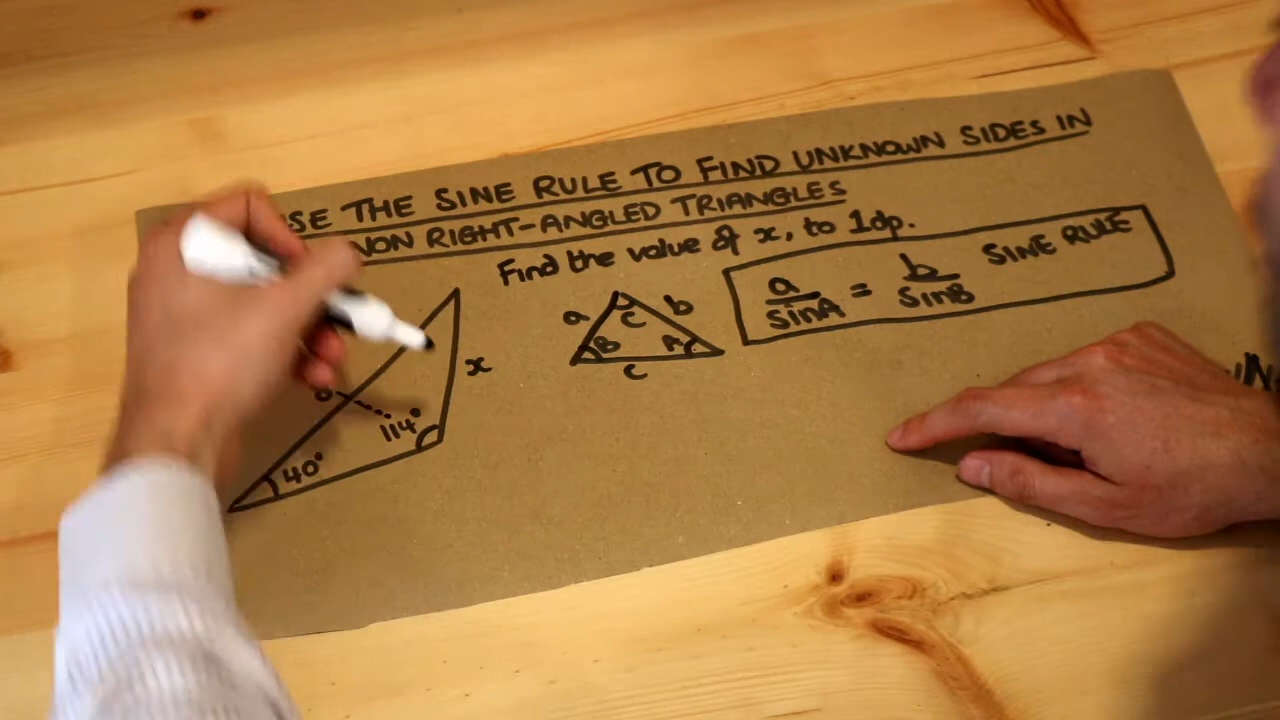 SE THE SINE RULE TO FIND UNKNOWN SIDES IN
NON RIGHT-ANGLED TRIANGLES
Find the value of x, to 1dp.
a/sinA = b/sinB SINE RULE
a
b
C
B
A
c
x
114°
40°